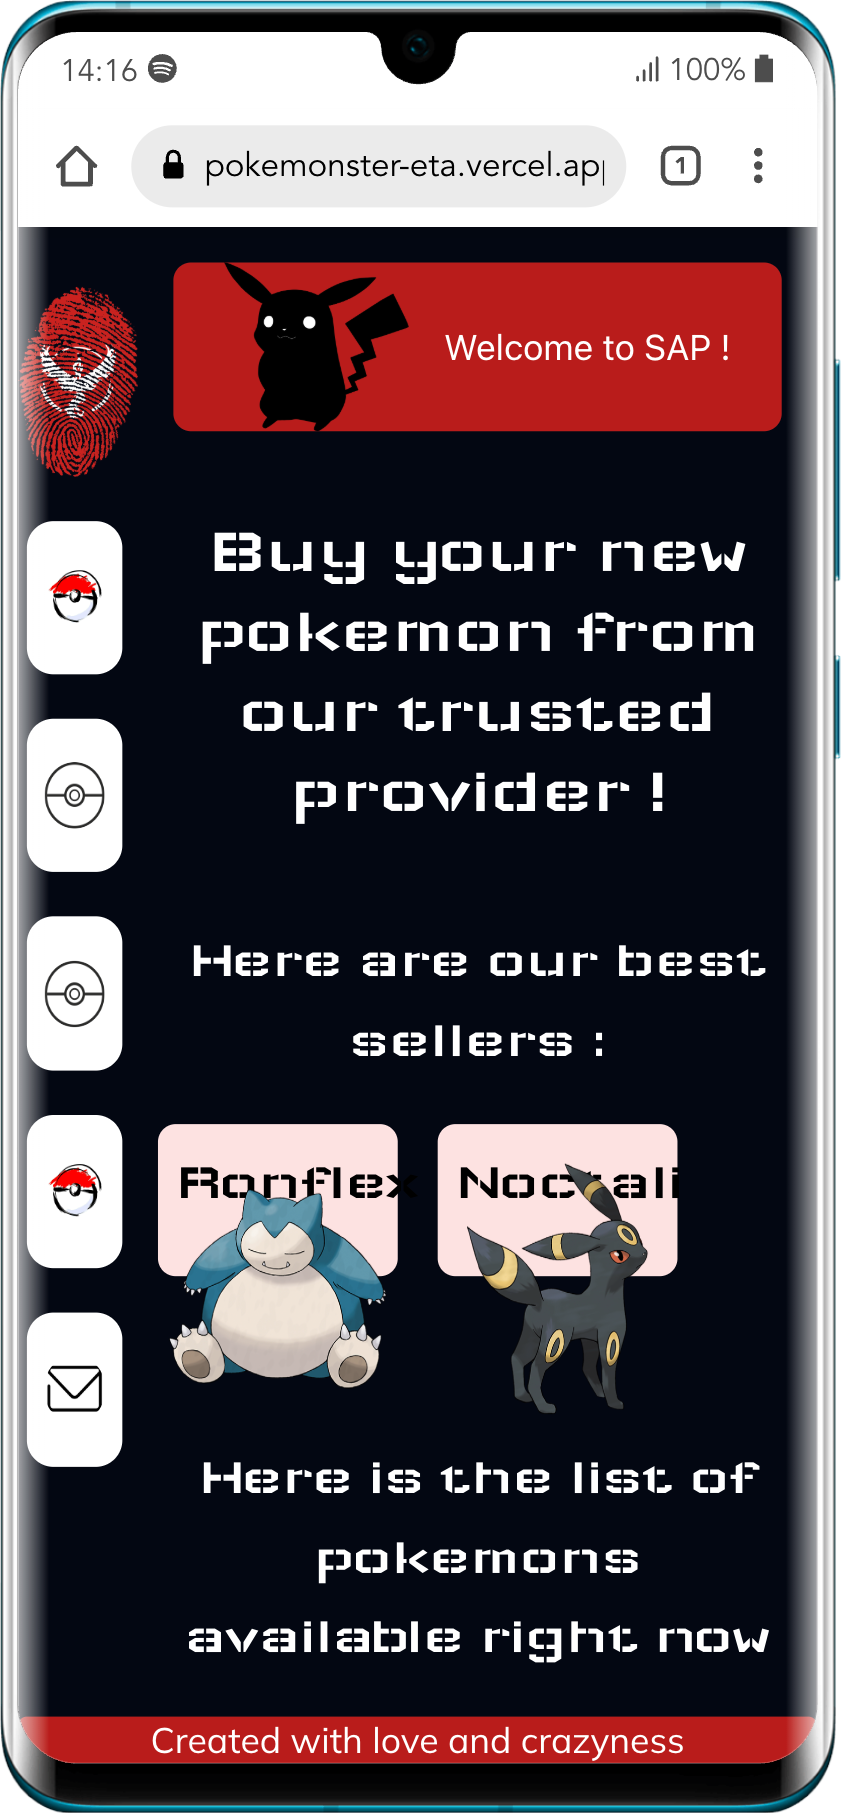 14:16
100%
pokemonster-eta.vercel.ap
1
Welcome to SAP !
Buy your new
pokemon from
our trusted
provider !
Here are our best
sellers :
Ronflex
Noctali
Here is the list of
pokemons
available right now
Created with love and crazyness